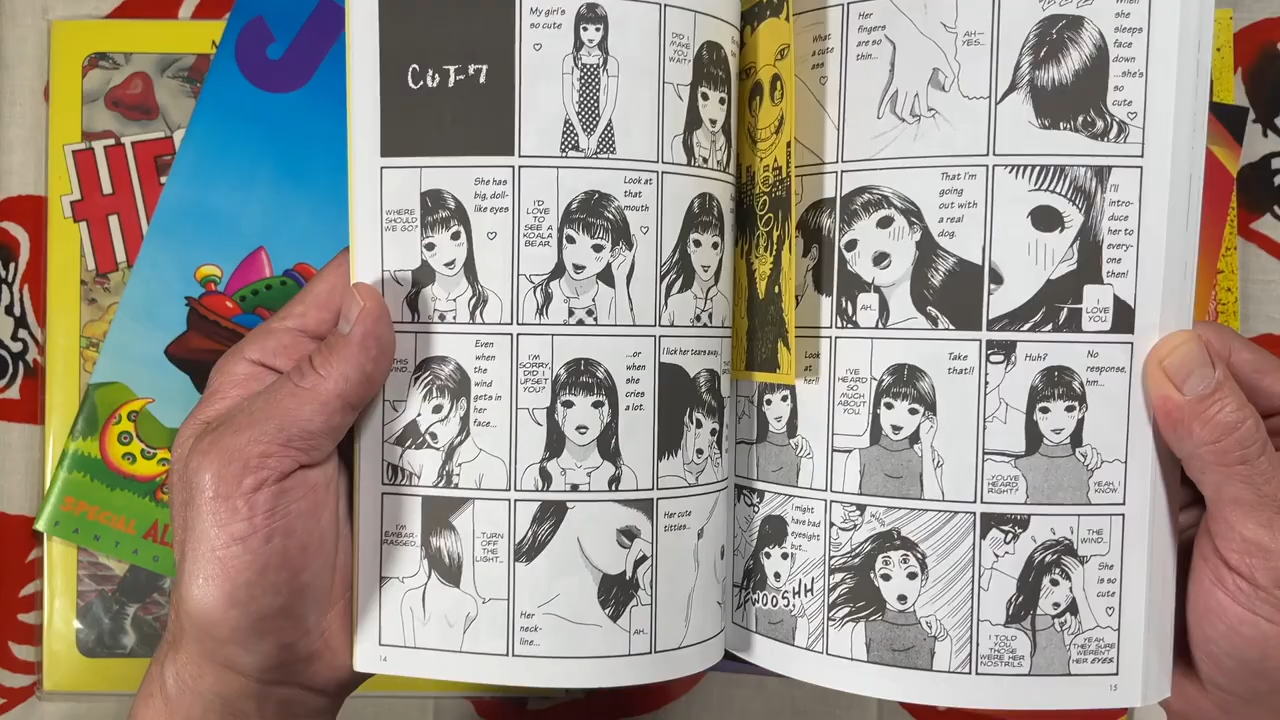 CUT-7
My girl's
so cute
♡
DID I
MAKE
YOU
WAIT?
WHERE
SHOULD
WE GO?
She has
big, doll-
like eyes
♡
I'D
LOVE
TO
SEE A
KOALA
BEAR.
Look at
that
mouth
♡
Even
when
the
wind
gets in
her
face...
I'M
SORRY,
DID I
UPSET
YOU?
...or
when
she
cries
a lot.
I lick her tears away...
I'M
EMBAR-
RASSED...
...TURN
OFF
THE
LIGHT...
Her
neck-
line...
AH...
Her cute
titties...
14
What
a cute
ass
♡
Her
fingers
are so
thin...
AH—
YES...
When
she
sleeps
face
down
...she's
so
cute
♡
That I'm
going
out with
a real
dog.
AH...
I'll
intro-
duce
her to
every-
one
then!
I
LOVE
YOU.
Look
at
her!!
I'VE
HEARD
SO
MUCH
ABOUT
YOU.
Take
that!!
Huh?
No
response,
hm...
...YOU'VE
HEARD,
RIGHT?
YEAH, I
KNOW.
I might
have bad
eyesight
but...
WOOSHH
THE
WIND...
She
is so
cute
♡
I TOLD
YOU,
THOSE
WERE HER
NOSTRILS.
YEAH,
THEY SURE
WEREN'T
HER EYES.
15
HE
J
SPECIAL AL
FANTAG